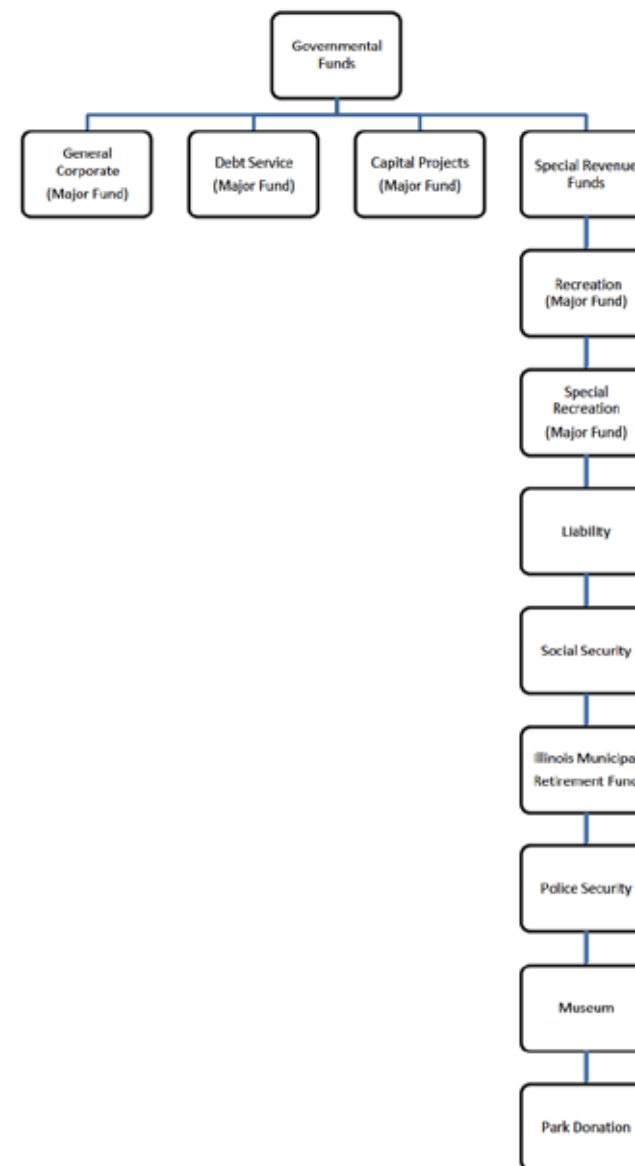 Governmental
Funds
General
Corporate
(Major Fund)
Debt Service
(Major Fund)
Capital Projects
(Major Fund)
Special Revenue
Funds
Recreation
(Major Fund)
Special
Recreation
(Major Fund)
Liability
Social Security
Illinois Municipa
Retirement Fund
Police Security
Museum
Park Donation